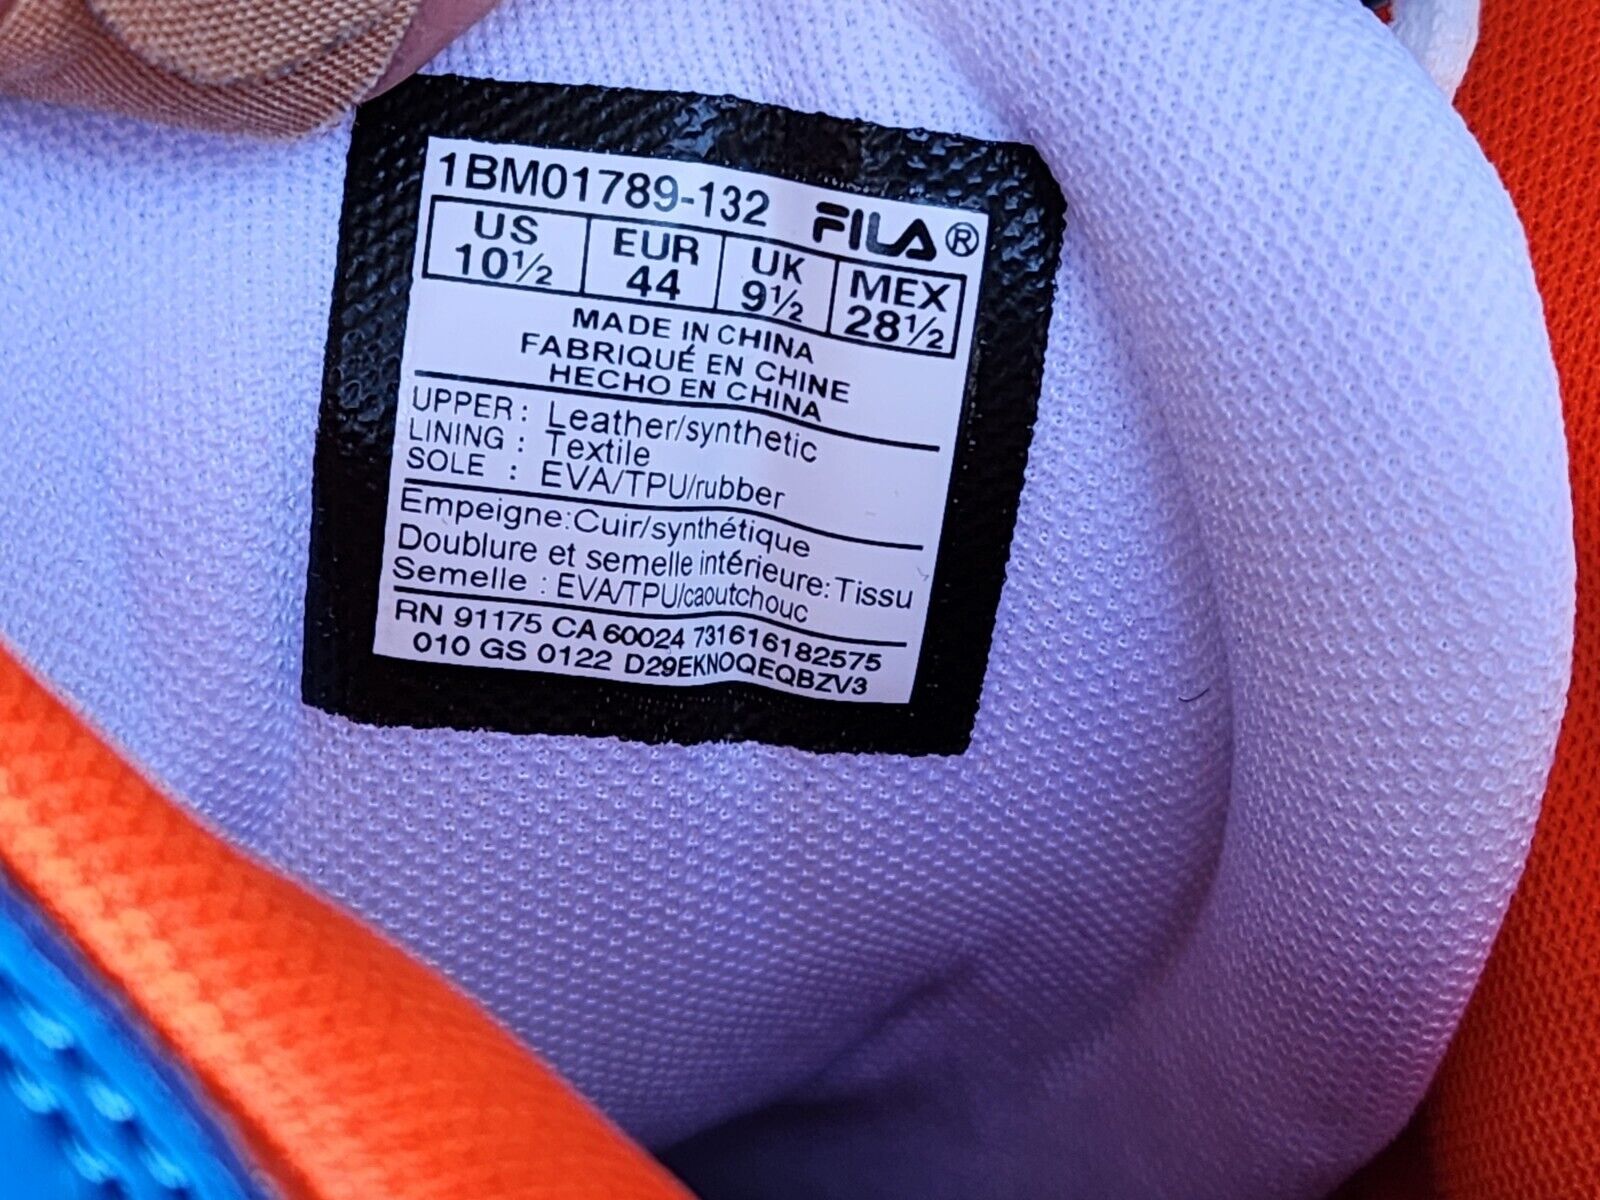 1BM01789-132 FILA®
US EUR UK MEX
10½ 44 9½ 28½
MADE IN CHINA
FABRIQUÉ EN CHINE
HECHO EN CHINA
UPPER: Leather/synthetic
LINING: Textile
SOLE : EVA/TPU/rubber
Empeigne:Cuir/synthétique
Doublure et semelle intérieure:Tissu
Semelle : EVA/TPU/caoutchouc
RN 91175 CA 60024 731616182575
010 GS 0122 D29EKNOQEQBZV3